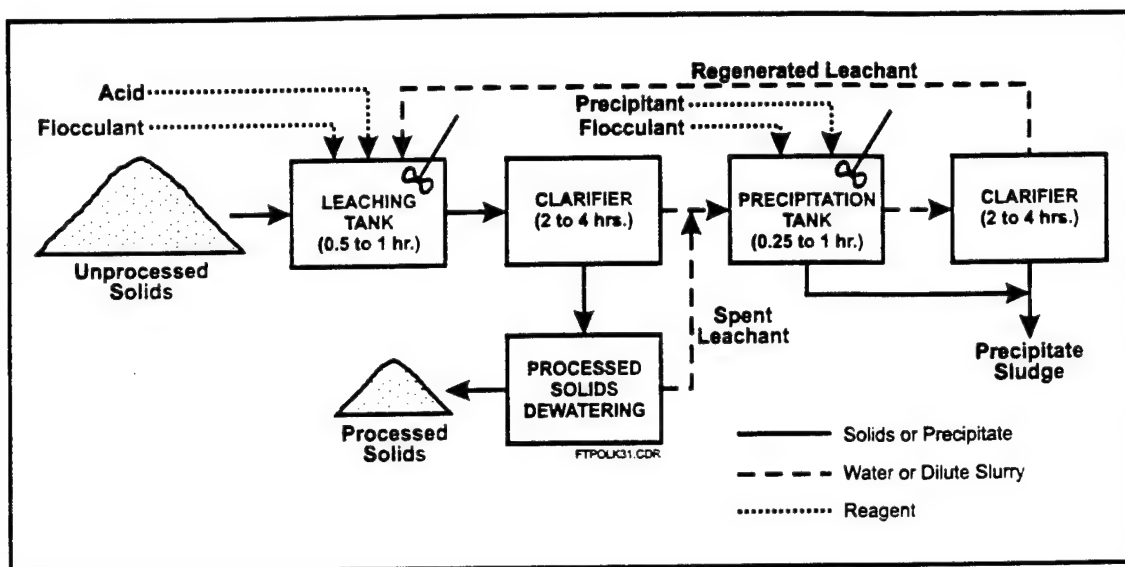 Regenerated Leachant
Acid
Precipitant
Flocculant
Flocculant
LEACHING
TANK
(0.5 to 1 hr.)
CLARIFIER
(2 to 4 hrs.)
PRECIPITATION
TANK
(0.25 to 1 hr.)
CLARIFIER
(2 to 4 hrs.)
Unprocessed
Solids
Spent
Leachant
Precipitate
Sludge
PROCESSED
SOLIDS
DEWATERING
Processed
Solids
FTPOLK31.CDR
Solids or Precipitate
Water or Dilute Slurry
Reagent